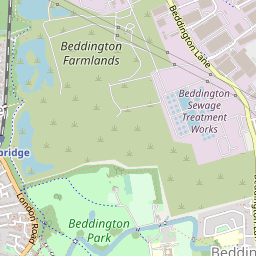 Beddington Lane
Beddington
Farmlands
Beddington
Sewage
Treatment
Works
bridge
London Road
Beddington
Park
Beddin